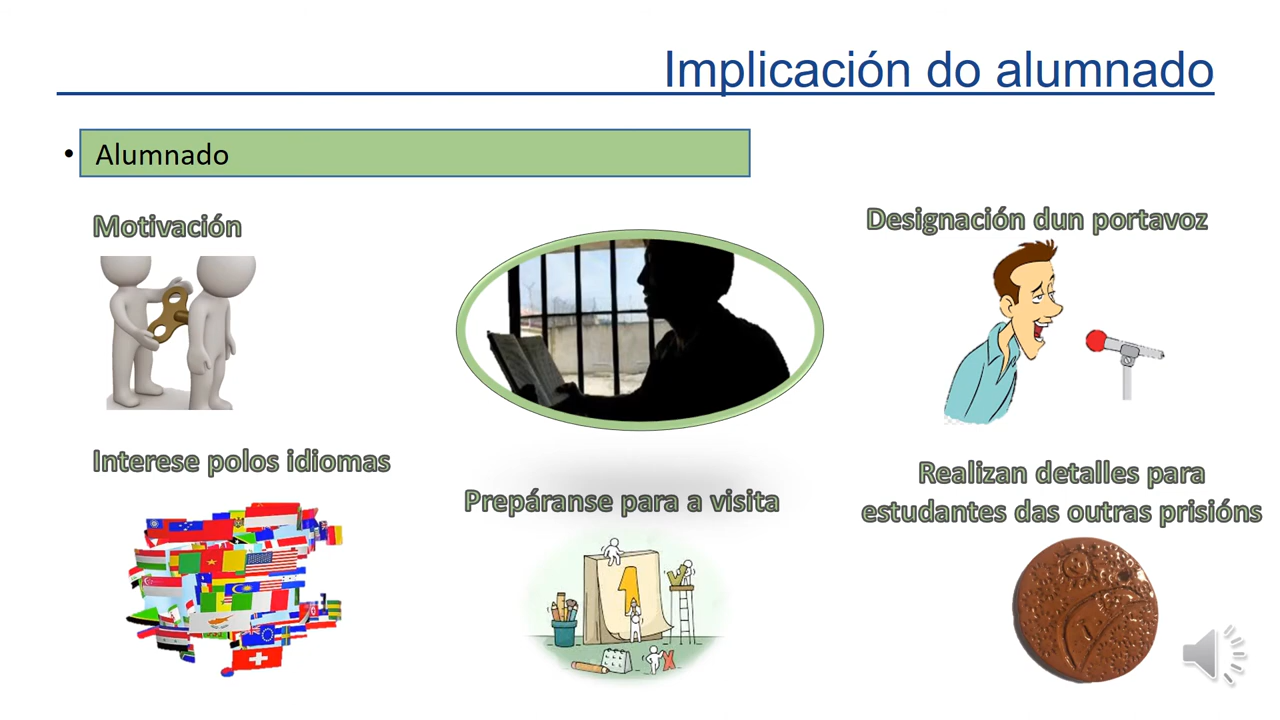 Implicación do alumnado
• Alumnado
Motivación
Designación dun portavoz
Interese polos idiomas
Prepáranse para a visita
Realizan detalles para
estudantes das outras prisións
1